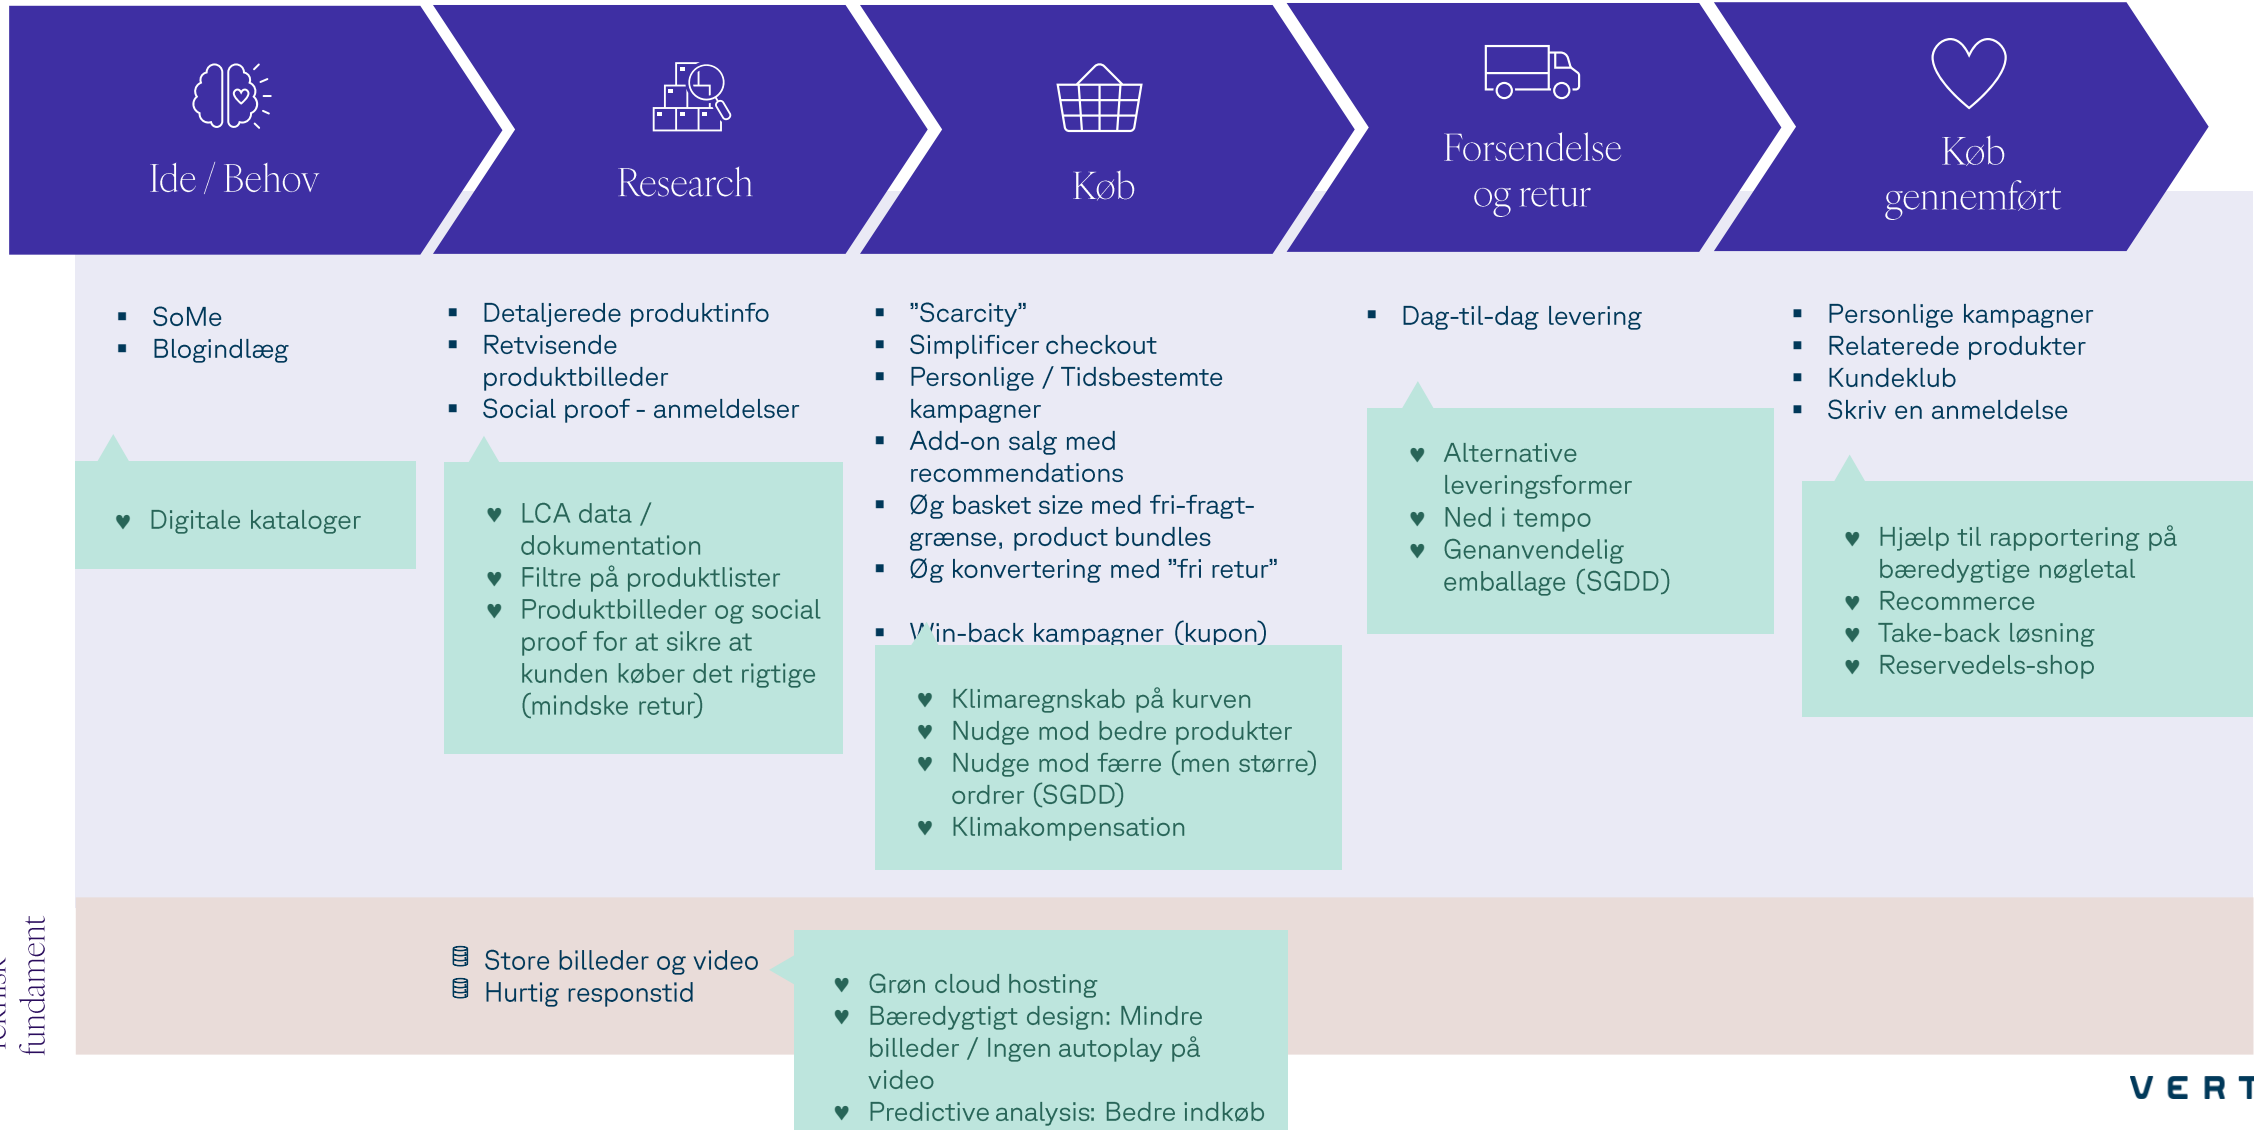 Ide / Behov
Research
Køb
Forsendelse
og retur
Køb
gennemført
▪ SoMe
▪ Blogindlæg
♥ Digitale kataloger
▪ Detaljerede produktinfo
▪ Retvisende
produktbilleder
▪ Social proof - anmeldelser
♥ LCA data /
dokumentation
♥ Filtre på produktlister
♥ Produktbilleder og social
proof for at sikre at
kunden køber det rigtige
(mindske retur)
▪ ”Scarcity”
▪ Simplificer checkout
▪ Personlige / Tidsbestemte
kampagner
▪ Add-on salg med
recommendations
▪ Øg basket size med fri-fragt-
grænse, product bundles
▪ Øg konvertering med ”fri retur”
▪ Win-back kampagner (kupon)
♥ Klimaregnskab på kurven
♥ Nudge mod bedre produkter
♥ Nudge mod færre (men større)
ordrer (SGDD)
♥ Klimakompensation
▪ Dag-til-dag levering
♥ Alternative
leveringsformer
♥ Ned i tempo
♥ Genanvendelig
emballage (SGDD)
▪ Personlige kampagner
▪ Relaterede produkter
▪ Kundeklub
▪ Skriv en anmeldelse
♥ Hjælp til rapportering på
bæredygtige nøgletal
♥ Recommerce
♥ Take-back løsning
♥ Reservedels-shop
fundament
Store billeder og video
Hurtig responstid
♥ Grøn cloud hosting
♥ Bæredygtigt design: Mindre
billeder / Ingen autoplay på
video
♥ Predictive analysis: Bedre indkøb
VERT